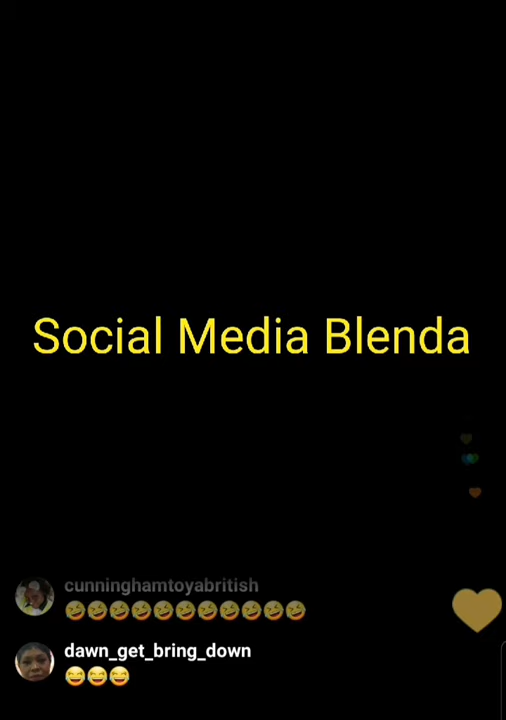 Social Media Blenda
cunninghamtoyabritish
🤣🤣🤣🤣🤣🤣🤣🤣🤣🤣🤣
dawn_get_bring_down
😂😂😂